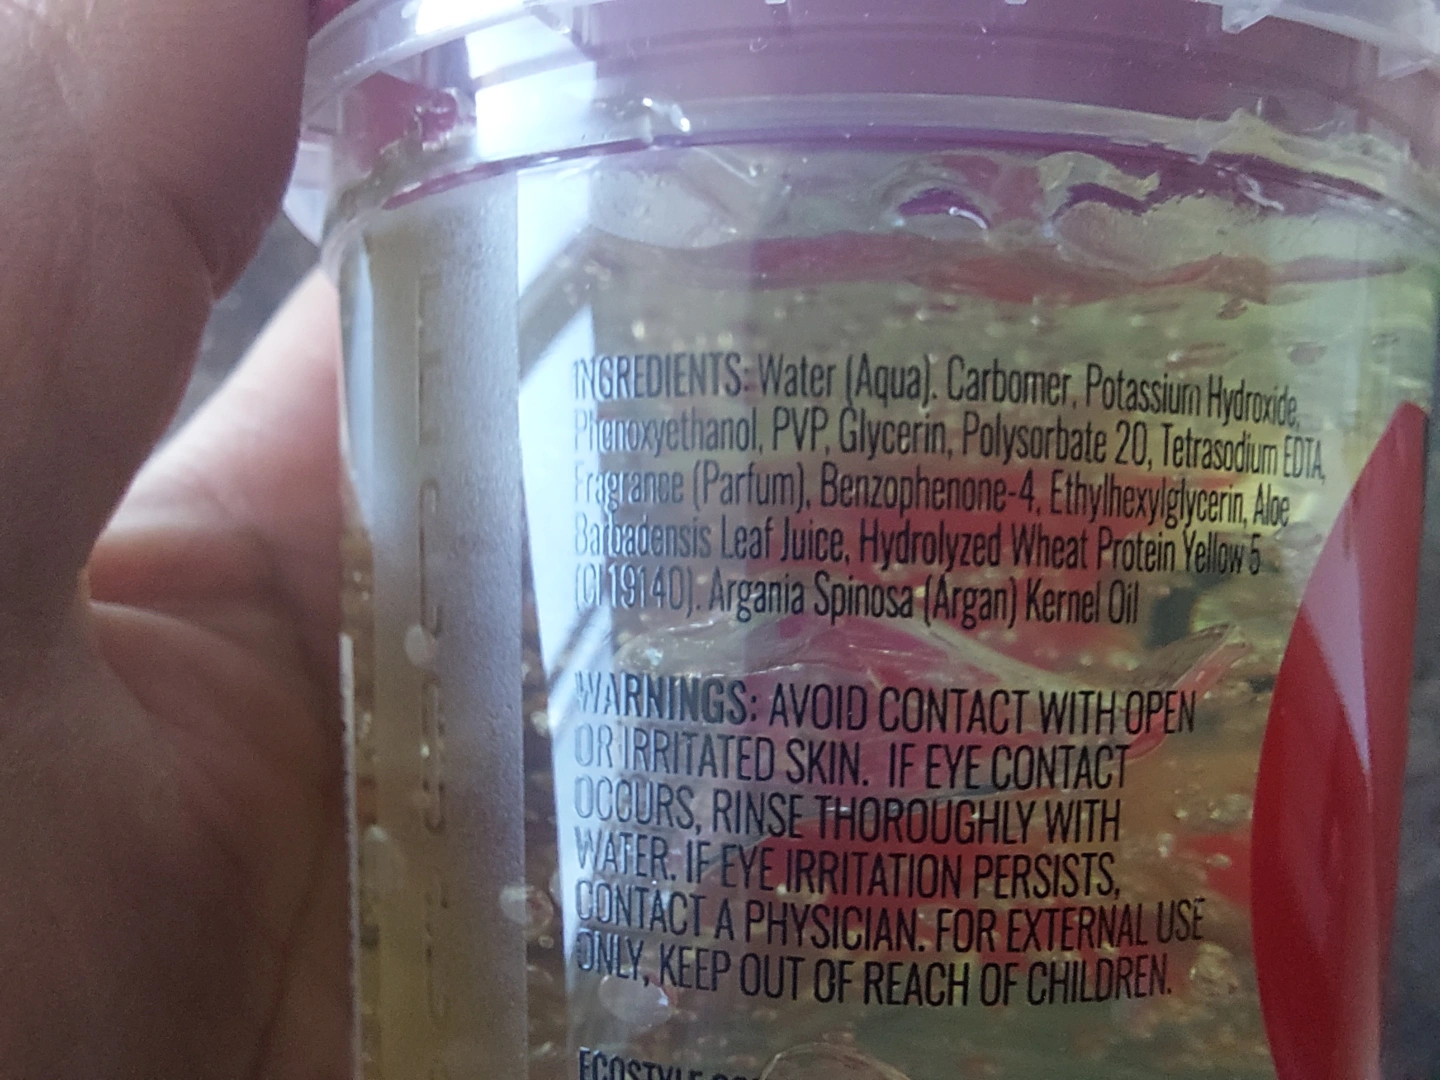 INGREDIENTS: Water (Aqua). Carbomer, Potassium Hydroxide,
Phenoxyethanol, PVP, Glycerin, Polysorbate 20, Tetrasodium EDTA,
Fragrance (Parfum), Benzophenone-4, Ethylhexylglycerin, Aloe
Barbadensis Leaf Juice, Hydrolyzed Wheat Protein Yellow 5
(CI 19140). Argania Spinosa (Argan) Kernel Oil
WARNINGS: AVOID CONTACT WITH OPEN
OR IRRITATED SKIN. IF EYE CONTACT
OCCURS, RINSE THOROUGHLY WITH
WATER. IF EYE IRRITATION PERSISTS,
CONTACT A PHYSICIAN. FOR EXTERNAL USE
ONLY, KEEP OUT OF REACH OF CHILDREN.
ECOSTYLE